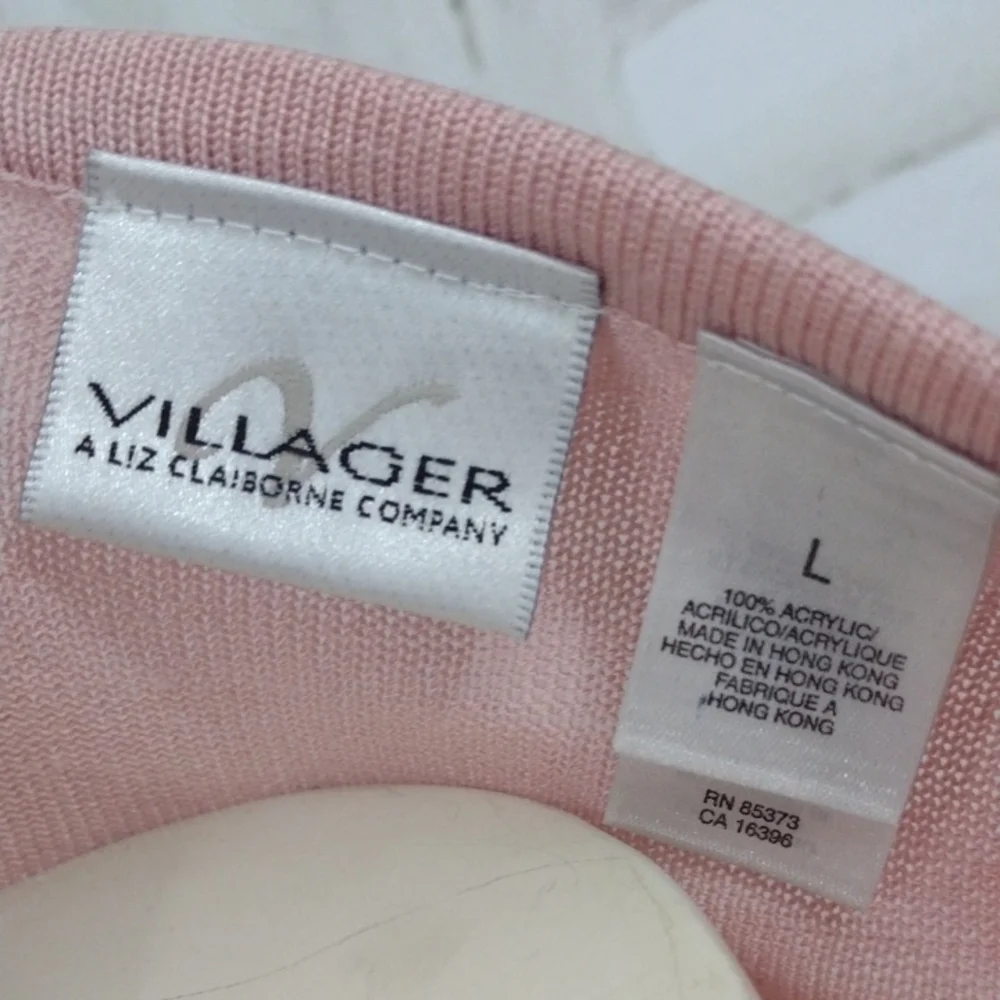 VILLAGER
A LIZ CLAIBORNE COMPANY
L
100% ACRYLIC/
ACRILICO/ACRYLIQUE
MADE IN HONG KONG
HECHO EN HONG KONG
FABRIQUE A
HONG KONG
RN 85373
CA 16396